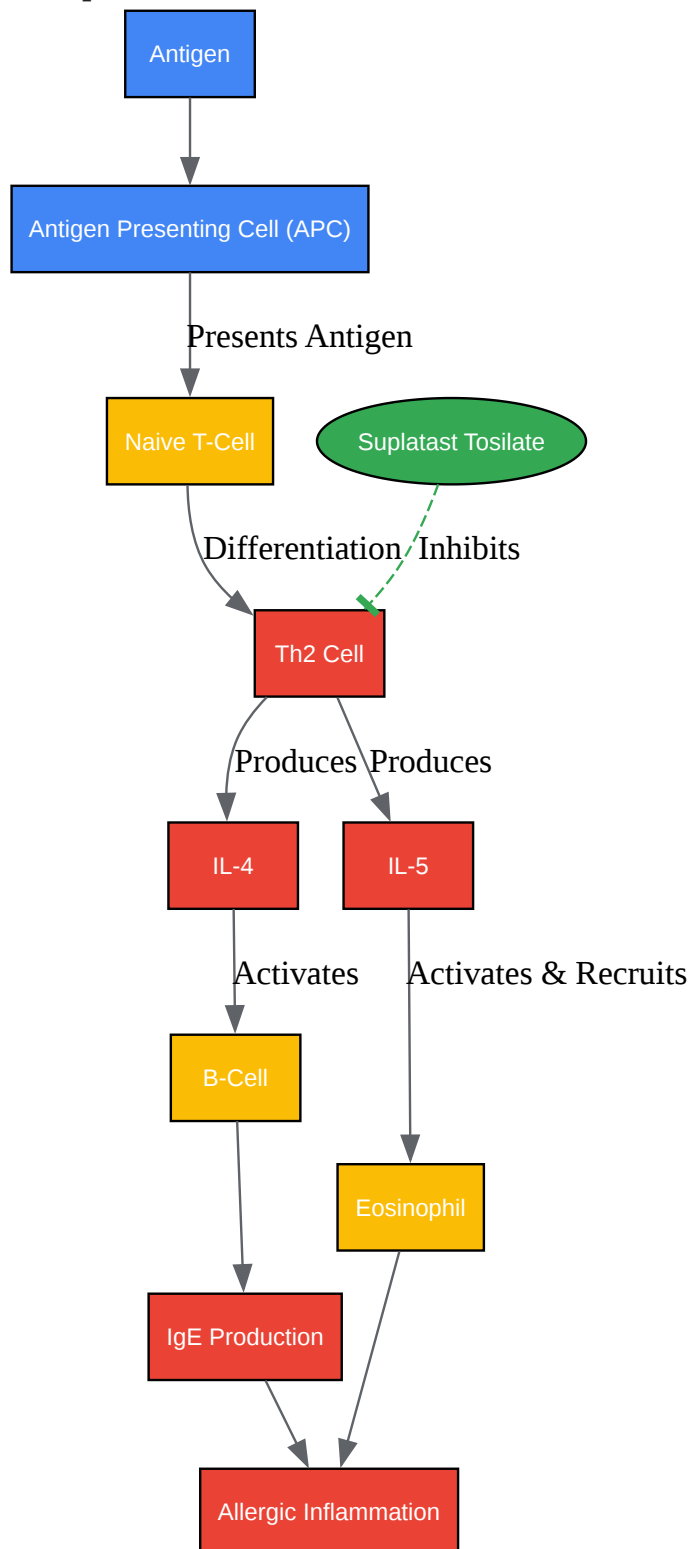 Antigen
Antigen Presenting Cell (APC)
Presents Antigen
Naive T-Cell
Suplatast Tosilate
Differentiation
Inhibits
Th2 Cell
Produces
Produces
IL-4
IL-5
Activates
Activates & Recruits
B-Cell
Eosinophil
IgE Production
Allergic Inflammation